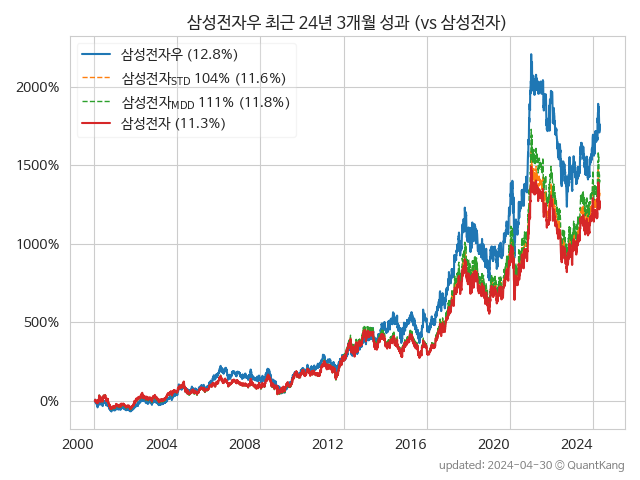 삼성전자우 최근 24년 3개월 성과 (vs 삼성전자)
삼성전자우 (12.8%)
삼성전자STD 104% (11.6%)
삼성전자MDD 111% (11.8%)
삼성전자 (11.3%)
2000%
1500%
1000%
500%
0%
2000 2004 2008 2012 2016 2020 2024
updated: 2024-04-30 © QuantKang